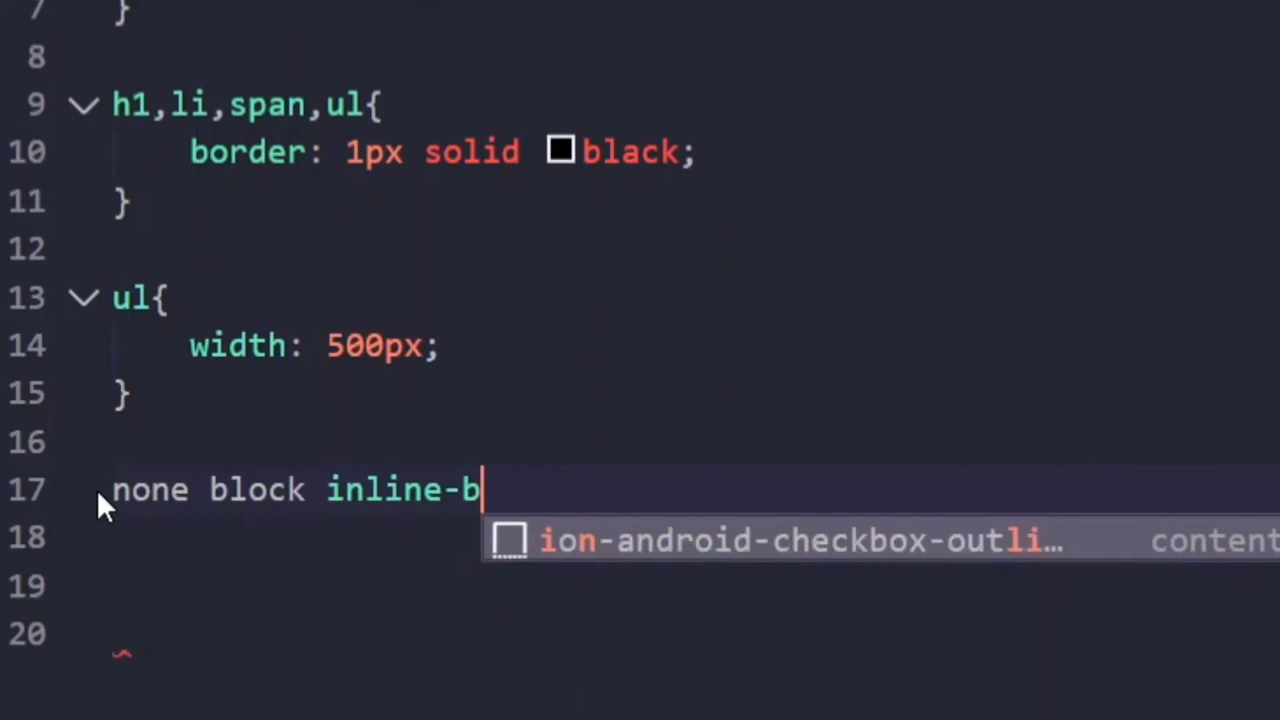 7 }
8
9 h1,li,span,ul{
10 border: 1px solid black;
11 }
12
13 ul{
14 width: 500px;
15 }
16
17 none block inline-b
ion-android-checkbox-outli… content
18
19
20